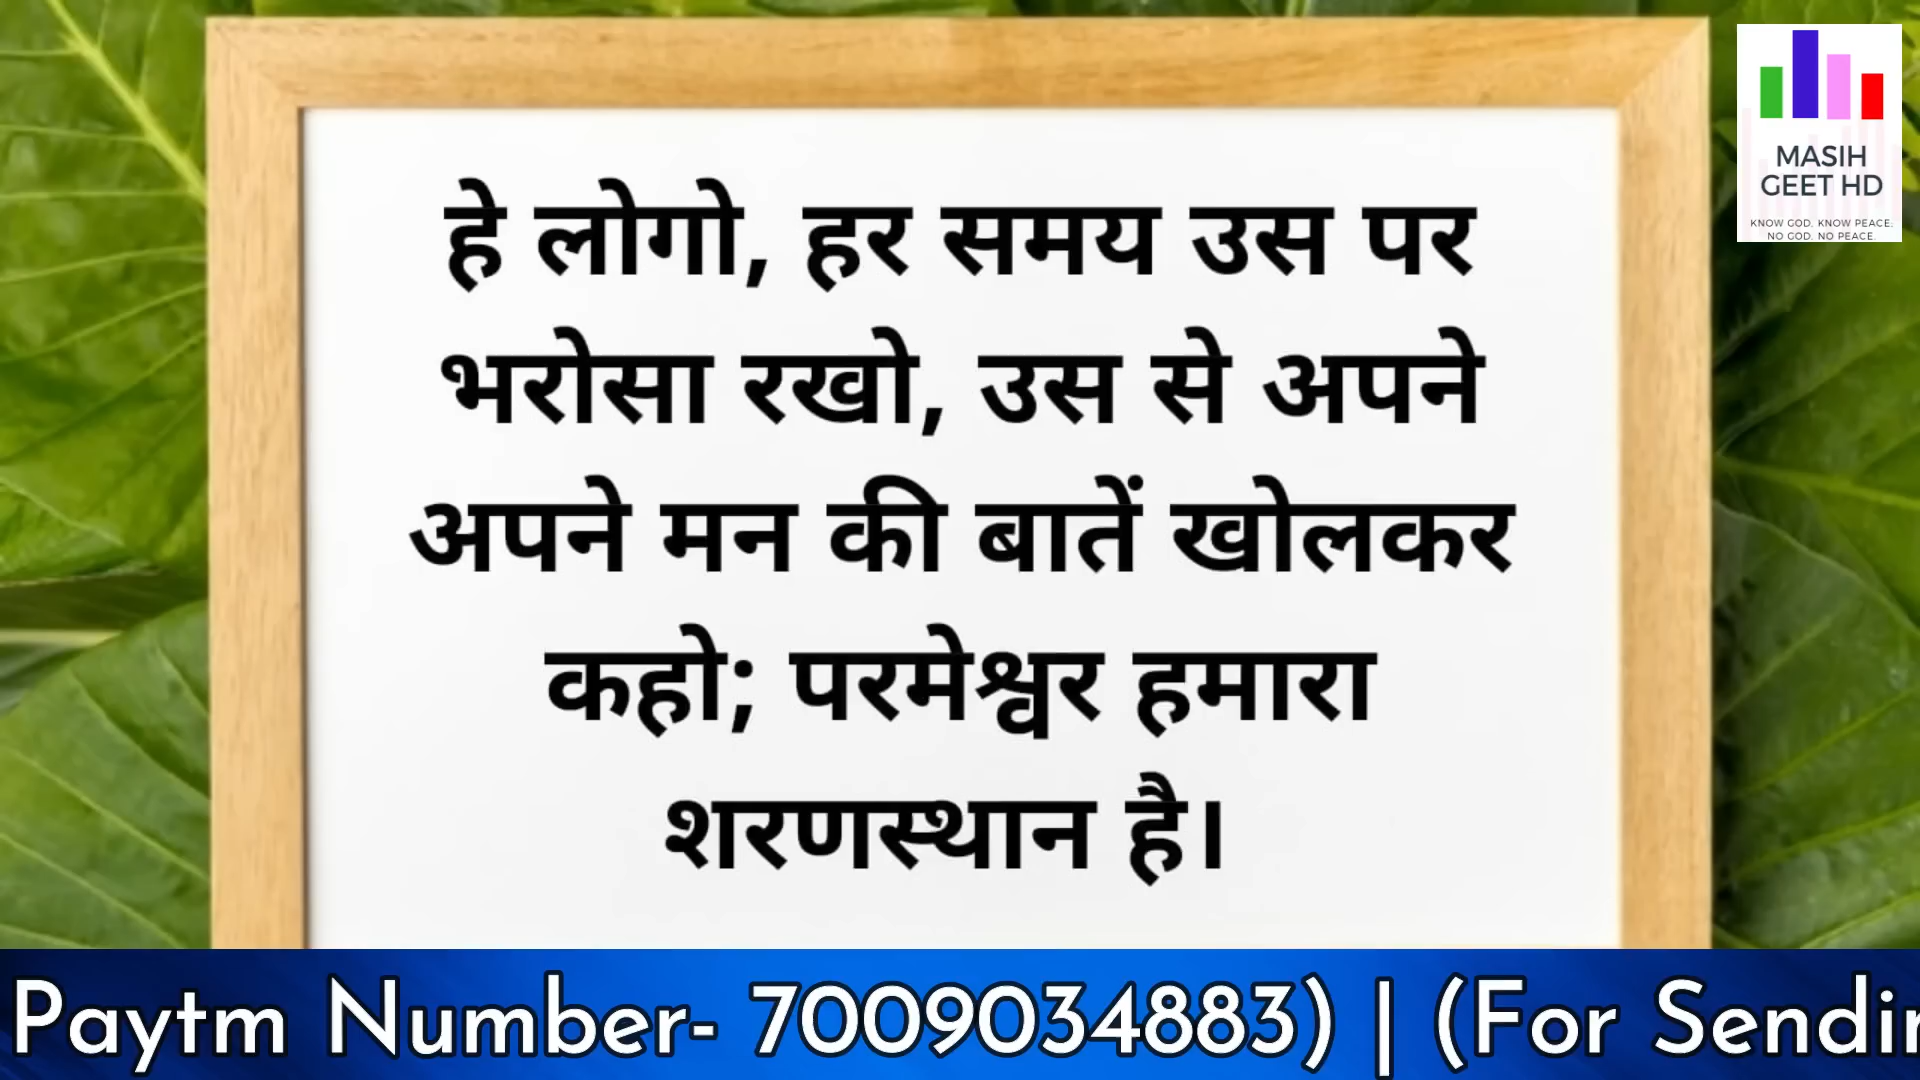 हे लोगो, हर समय उस पर
भरोसा रखो, उस से अपने
अपने मन की बातें खोलकर
कहो; परमेश्वर हमारा
शरणस्थान है।
MASIH
GEET HD
KNOW GOD. KNOW PEACE.
NO GOD. NO PEACE.
Paytm Number- 7009034883) | (For Sendin